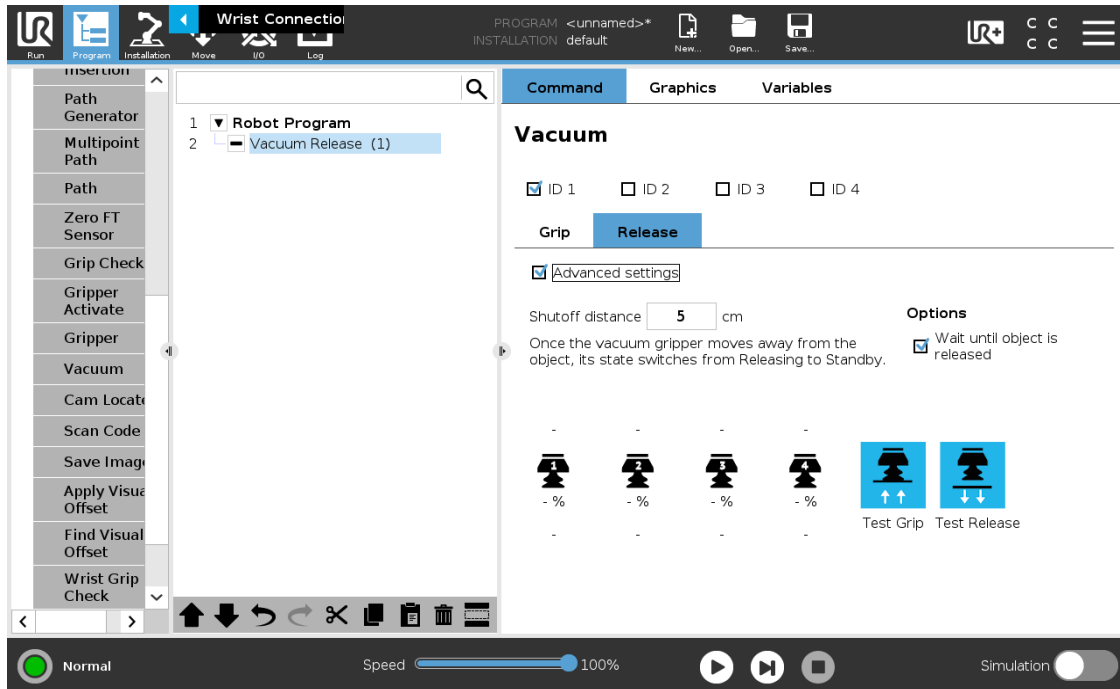 Wrist Connectio
PROGRAM <unnamed>*
INSTALLATION default
UR
Run
Program
Installation
Move
I/O
Log
New...
Open...
Save...
UR+
C C
C C
Insertion
Path
Generator
Multipoint
Path
Path
Zero FT
Sensor
Grip Check
Gripper
Activate
Gripper
Vacuum
Cam Locate
Scan Code
Save Image
Apply Visua
Offset
Find Visual
Offset
Wrist Grip
Check
1 Robot Program
2 Vacuum Release (1)
Command Graphics Variables
Vacuum
ID 1 ID 2 ID 3 ID 4
Grip Release
Advanced settings
Shutoff distance 5 cm
Once the vacuum gripper moves away from the
object, its state switches from Releasing to Standby.
Options
Wait until object is
released
- - - -
1 2 3 4
- % - % - % - %
- - - -
Test Grip Test Release
Normal
Speed 100%
Simulation